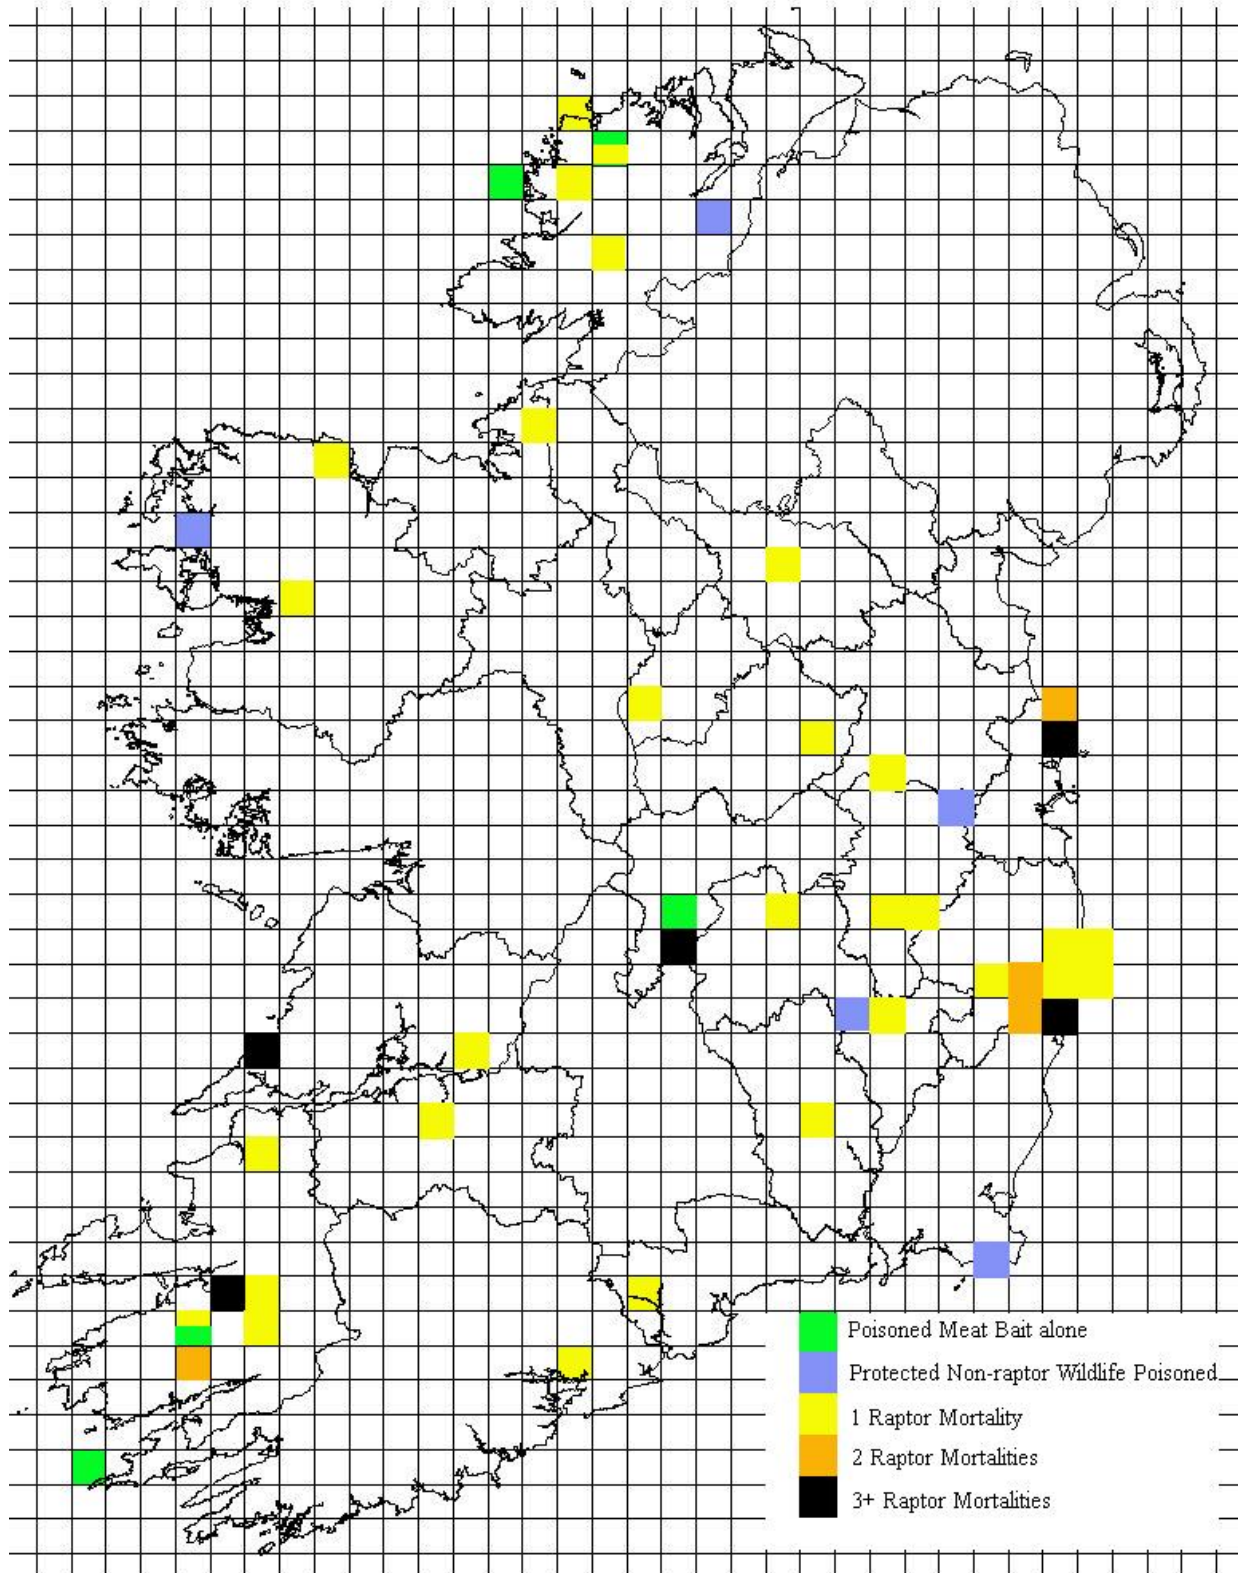 Poisoned Meat Bait alone
Protected Non-raptor Wildlife Poisoned
1 Raptor Mortality
2 Raptor Mortalities
3+ Raptor Mortalities